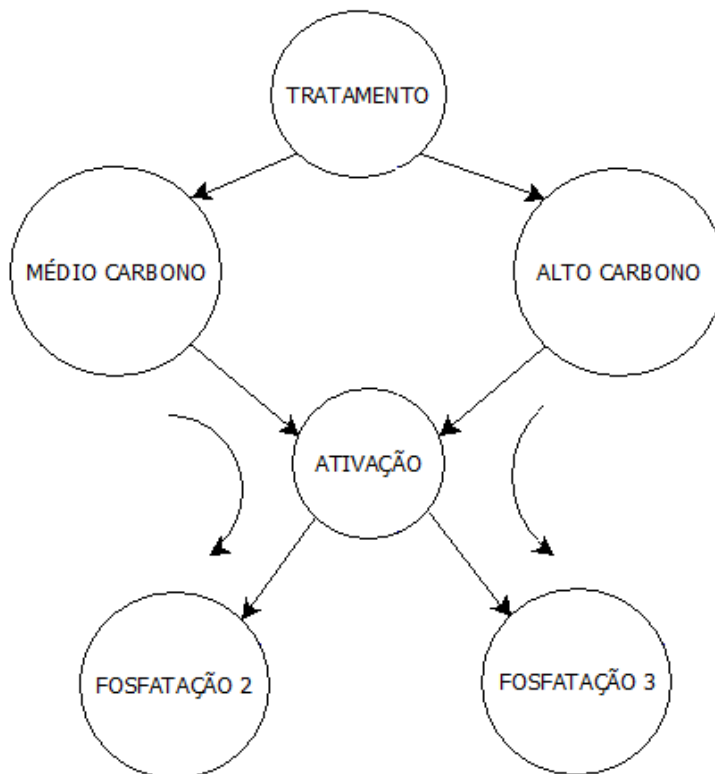 TRATAMENTO
MÉDIO CARBONO
ALTO CARBONO
ATIVAÇÃO
FOSFATAÇÃO 2
FOSFATAÇÃO 3